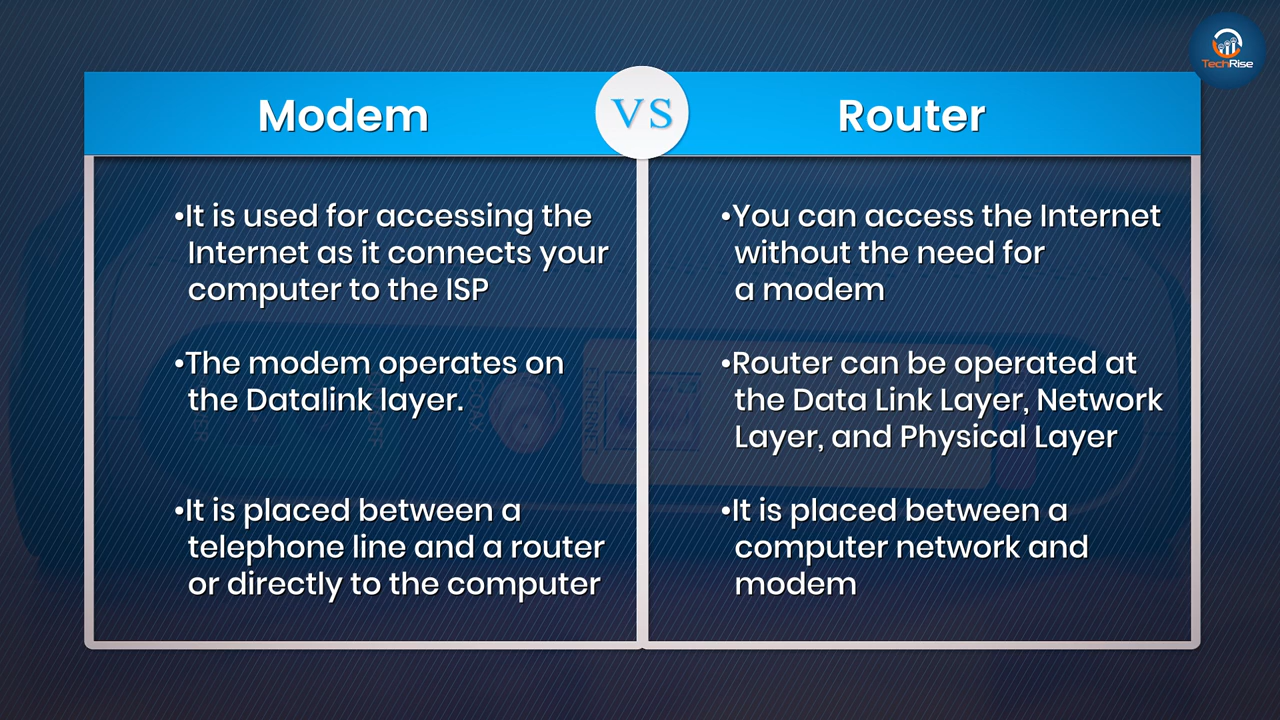 TechRise
Modem
VS
Router
•It is used for accessing the
Internet as it connects your
computer to the ISP
•The modem operates on
the Datalink layer.
•It is placed between a
telephone line and a router
or directly to the computer
•You can access the Internet
without the need for
a modem
•Router can be operated at
the Data Link Layer, Network
Layer, and Physical Layer
•It is placed between a
computer network and
modem